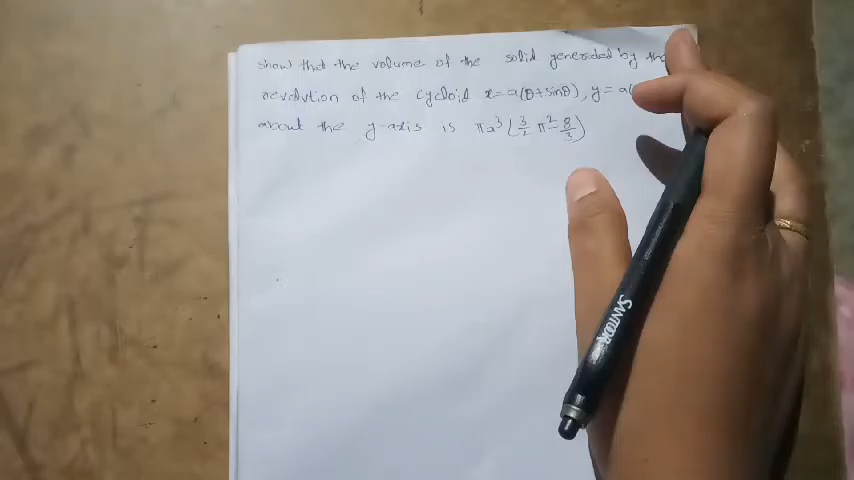 show that the volume of the solid generated by the
revolution of the cycloid x = a(θ+sinθ), y = a(
about the y-axis is πa³(3/2 π² - 8/3)
SANTOOR